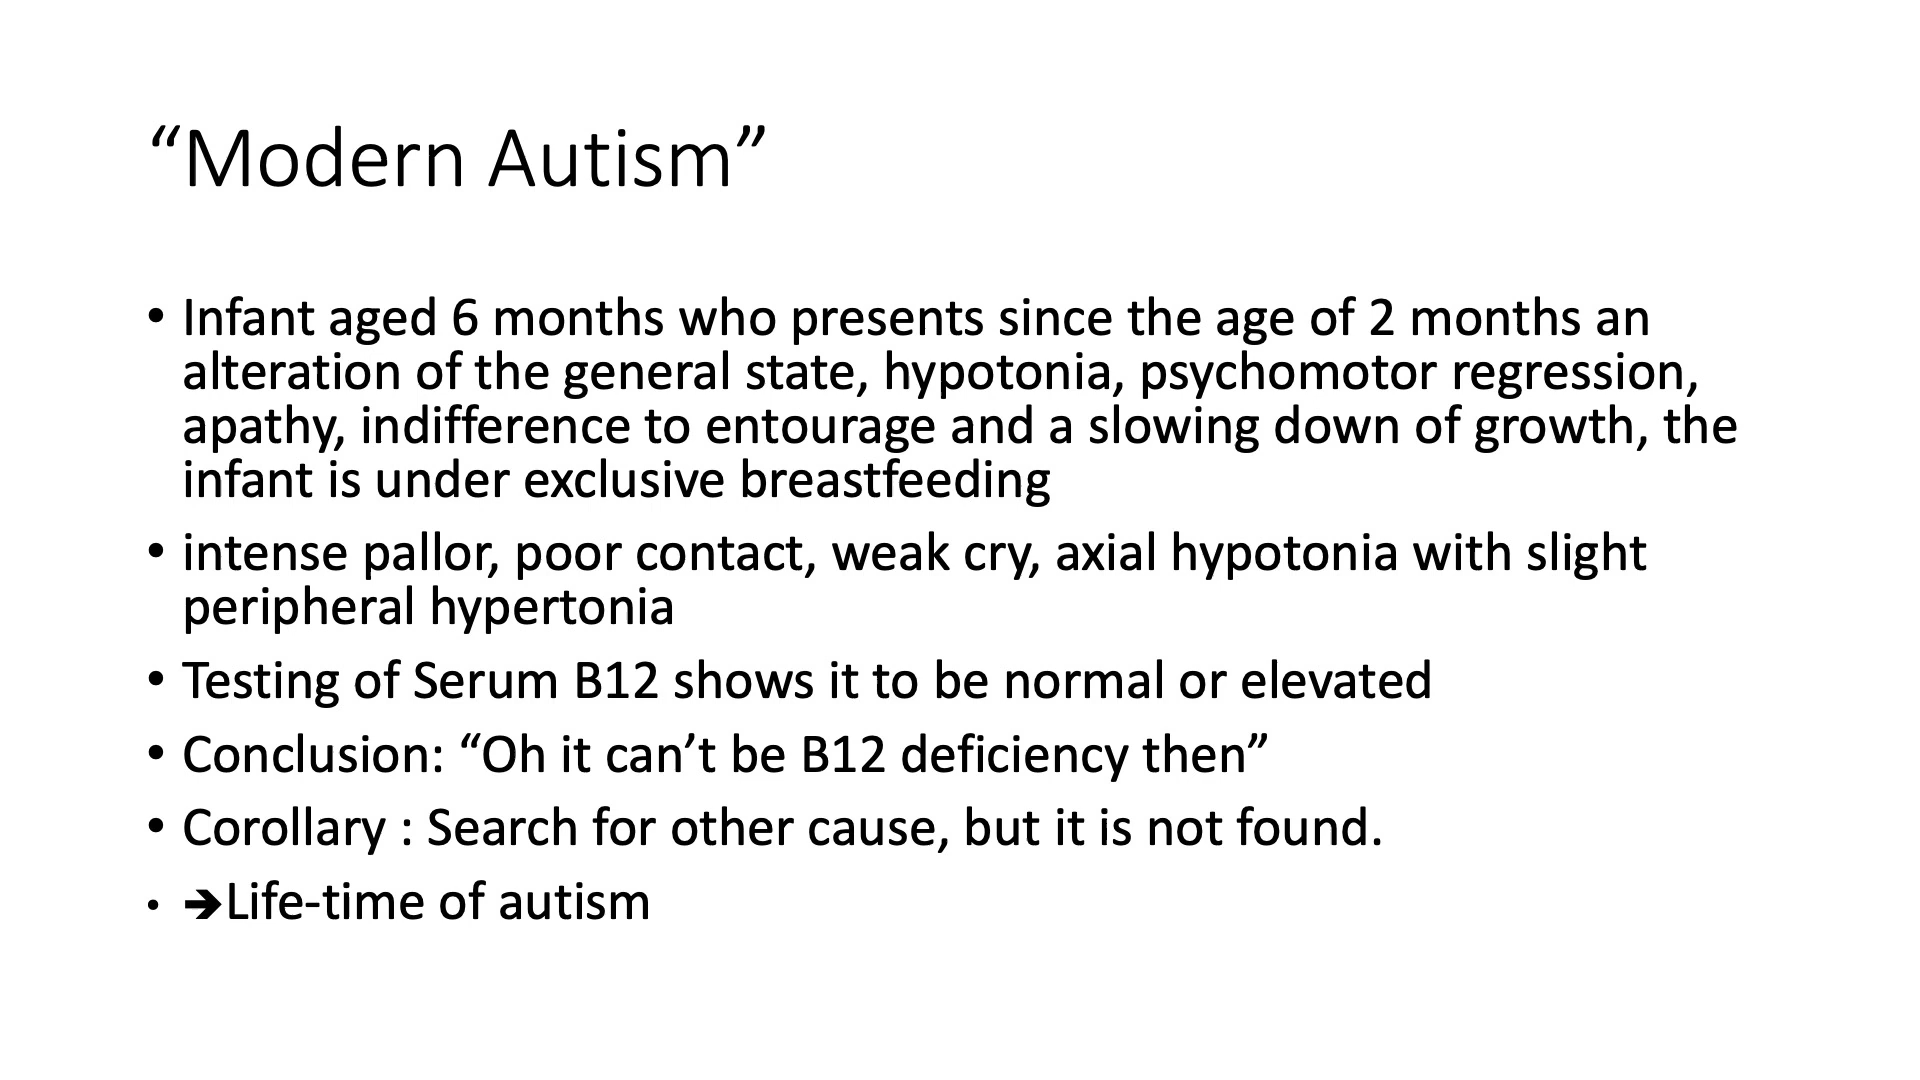 “Modern Autism”
• Infant aged 6 months who presents since the age of 2 months an
alteration of the general state, hypotonia, psychomotor regression,
apathy, indifference to entourage and a slowing down of growth, the
infant is under exclusive breastfeeding
• intense pallor, poor contact, weak cry, axial hypotonia with slight
peripheral hypertonia
• Testing of Serum B12 shows it to be normal or elevated
• Conclusion: “Oh it can’t be B12 deficiency then”
• Corollary : Search for other cause, but it is not found.
• ➔Life-time of autism